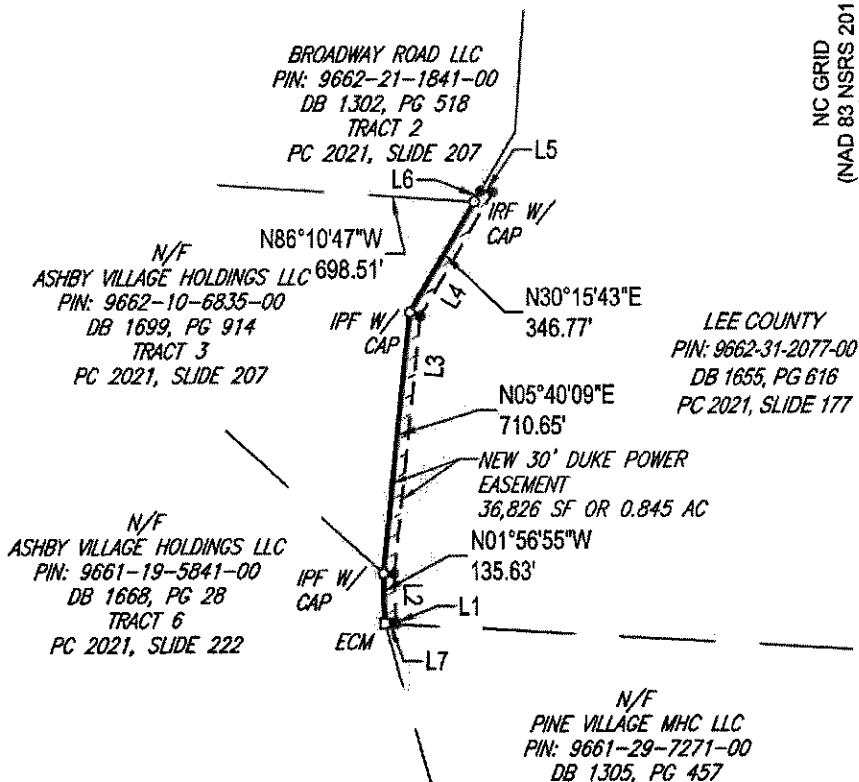 NC GRID
(NAD 83 NSRS 201
BROADWAY ROAD LLC
PIN: 9662-21-1841-00
DB 1302, PG 518
TRACT 2
PC 2021, SLIDE 207
L5
L6
IRF W/
CAP
N86°10'47"W
698.51'
N/F
ASHBY VILLAGE HOLDINGS LLC
PIN: 9662-10-6835-00
DB 1699, PG 914
TRACT 3
PC 2021, SLIDE 207
L4
N30°15'43"E
346.77'
IPF W/
CAP
LEE COUNTY
PIN: 9662-31-2077-00
DB 1655, PG 616
PC 2021, SLIDE 177
L3
N05°40'09"E
710.65'
NEW 30' DUKE POWER
EASEMENT
36,826 SF OR 0.845 AC
N/F
ASHBY VILLAGE HOLDINGS LLC
PIN: 9661-19-5841-00
DB 1668, PG 28
TRACT 6
PC 2021, SLIDE 222
N01°56'55"W
135.63'
IPF W/
CAP
L2
L1
ECM
L7
N/F
PINE VILLAGE MHC LLC
PIN: 9661-29-7271-00
DB 1305, PG 457